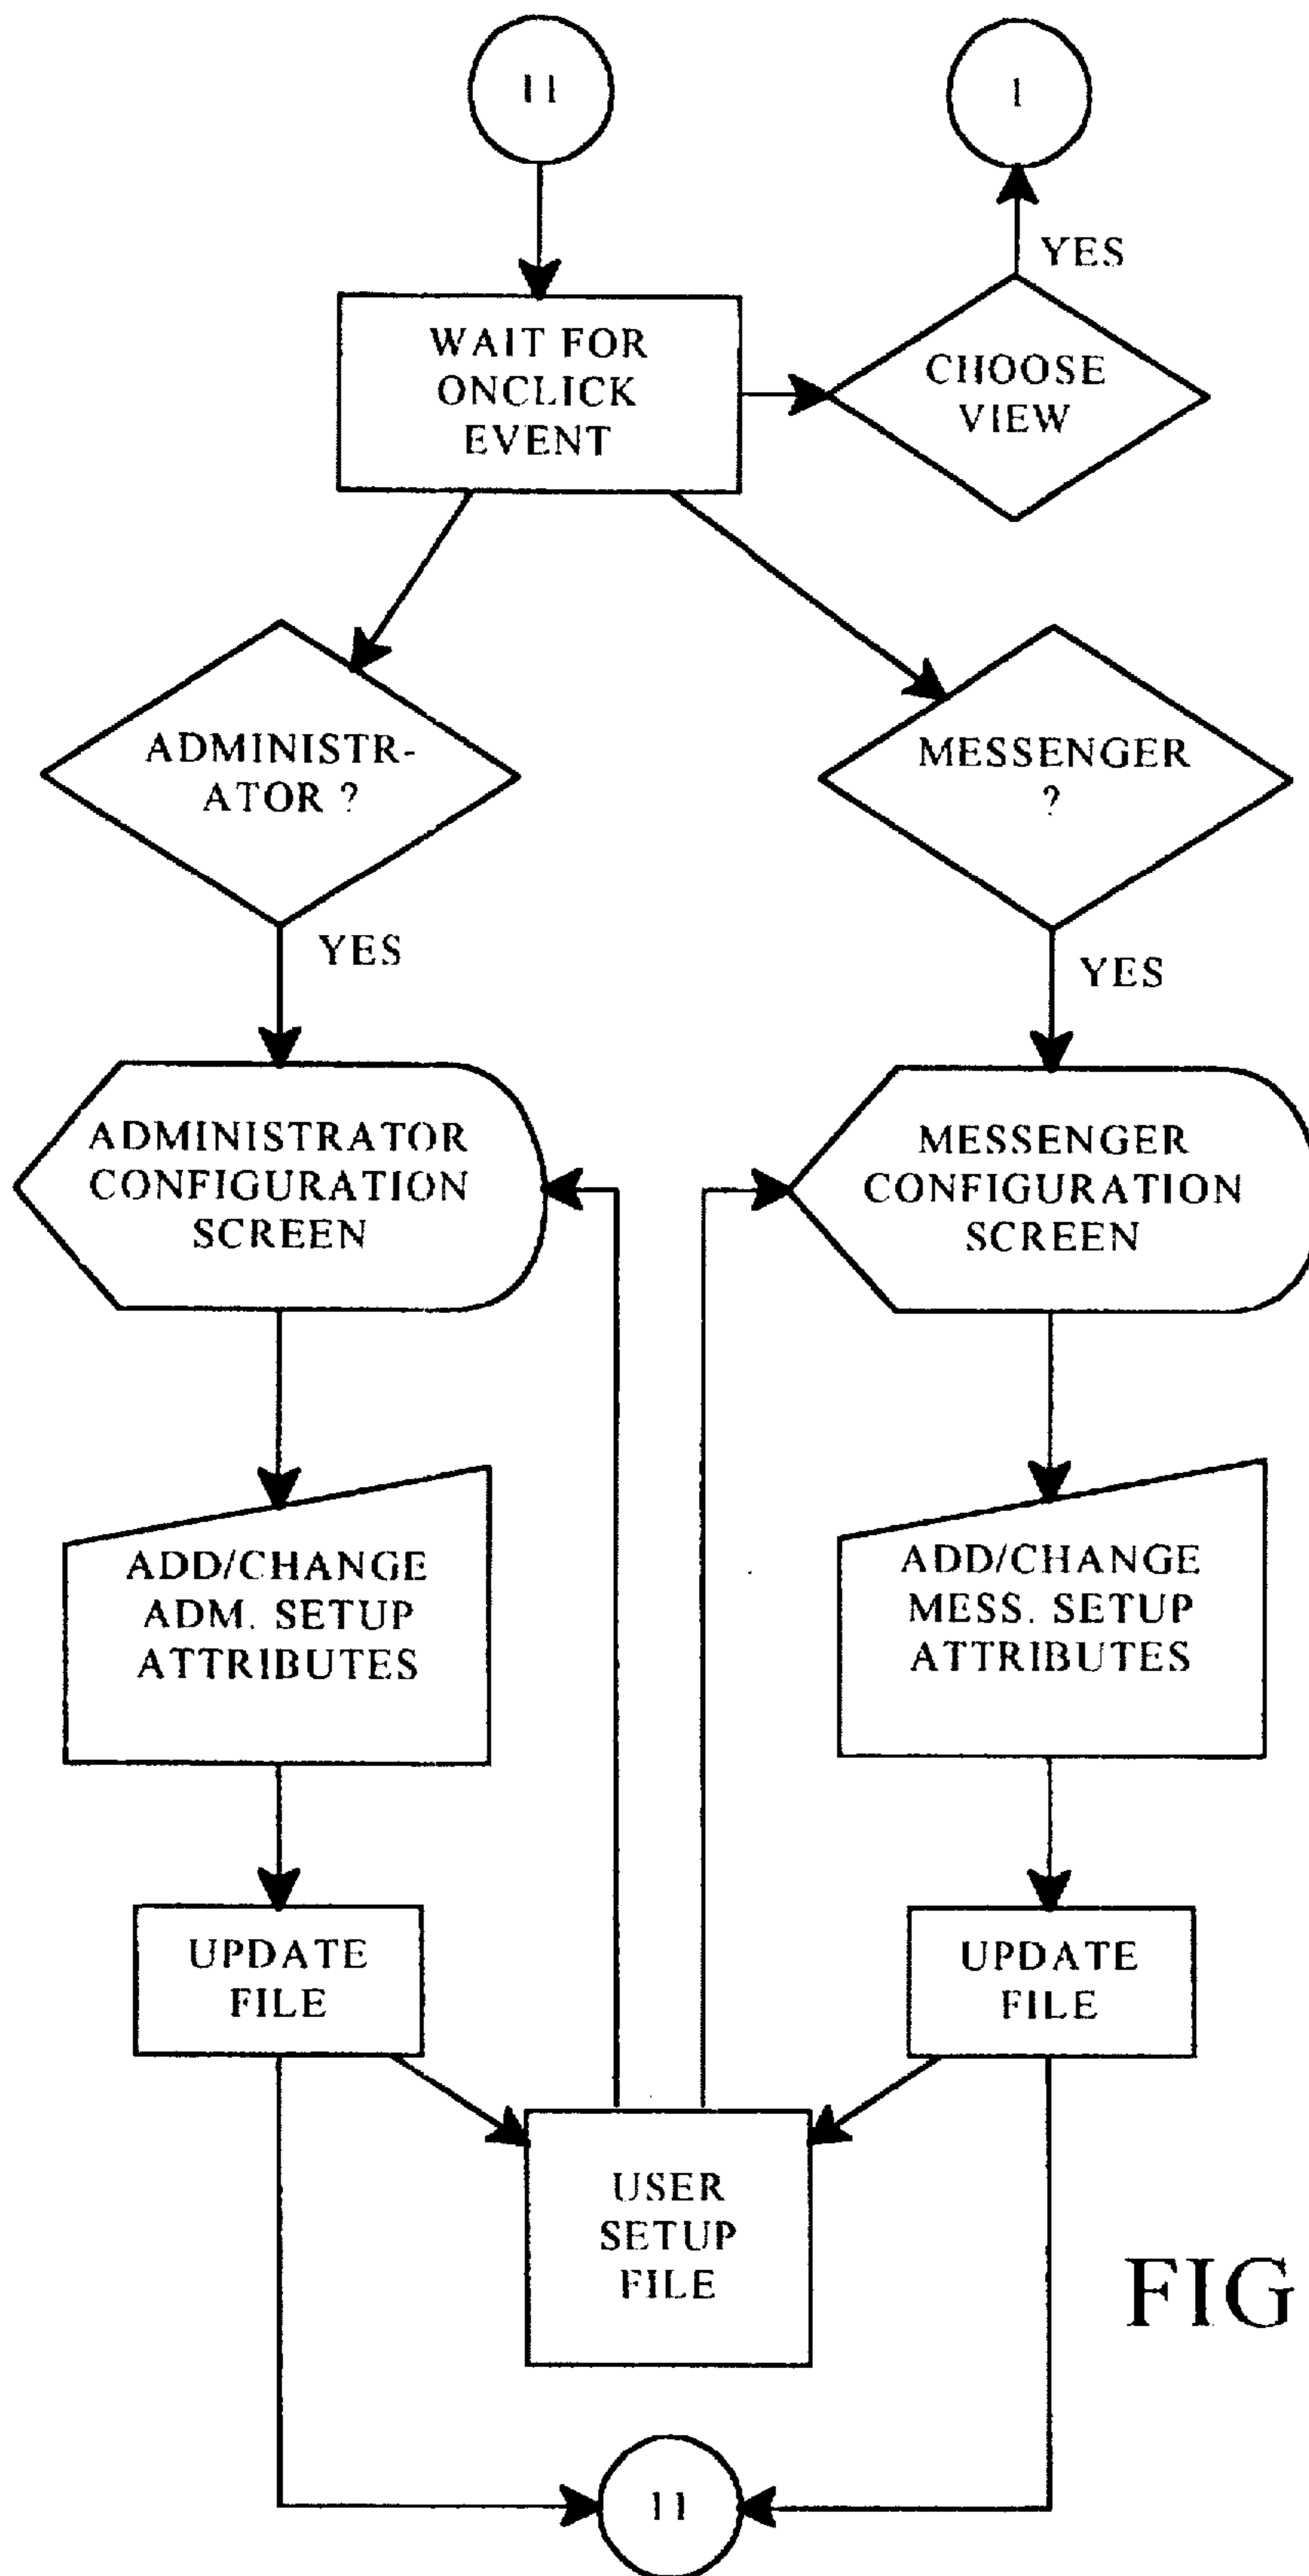 11
1
YES
WAIT FOR
ONCLICK
EVENT
CHOOSE
VIEW
ADMINISTR-
ATOR ?
MESSENGER
?
YES
YES
ADMINISTRATOR
CONFIGURATION
SCREEN
MESSENGER
CONFIGURATION
SCREEN
ADD/CHANGE
ADM. SETUP
ATTRIBUTES
ADD/CHANGE
MESS. SETUP
ATTRIBUTES
UPDATE
FILE
UPDATE
FILE
USER
SETUP
FILE
FIG
11